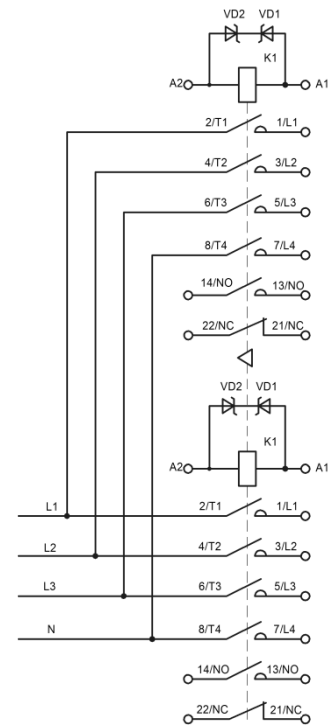 VD2 VD1
K1
A2 A1
2/T1 1/L1
4/T2 3/L2
6/T3 5/L3
8/T4 7/L4
14/NO 13/NO
22/NC 21/NC
VD2 VD1
K1
A2 A1
L1 2/T1 1/L1
L2 4/T2 3/L2
L3 6/T3 5/L3
N 8/T4 7/L4
14/NO 13/NO
22/NC 21/NC